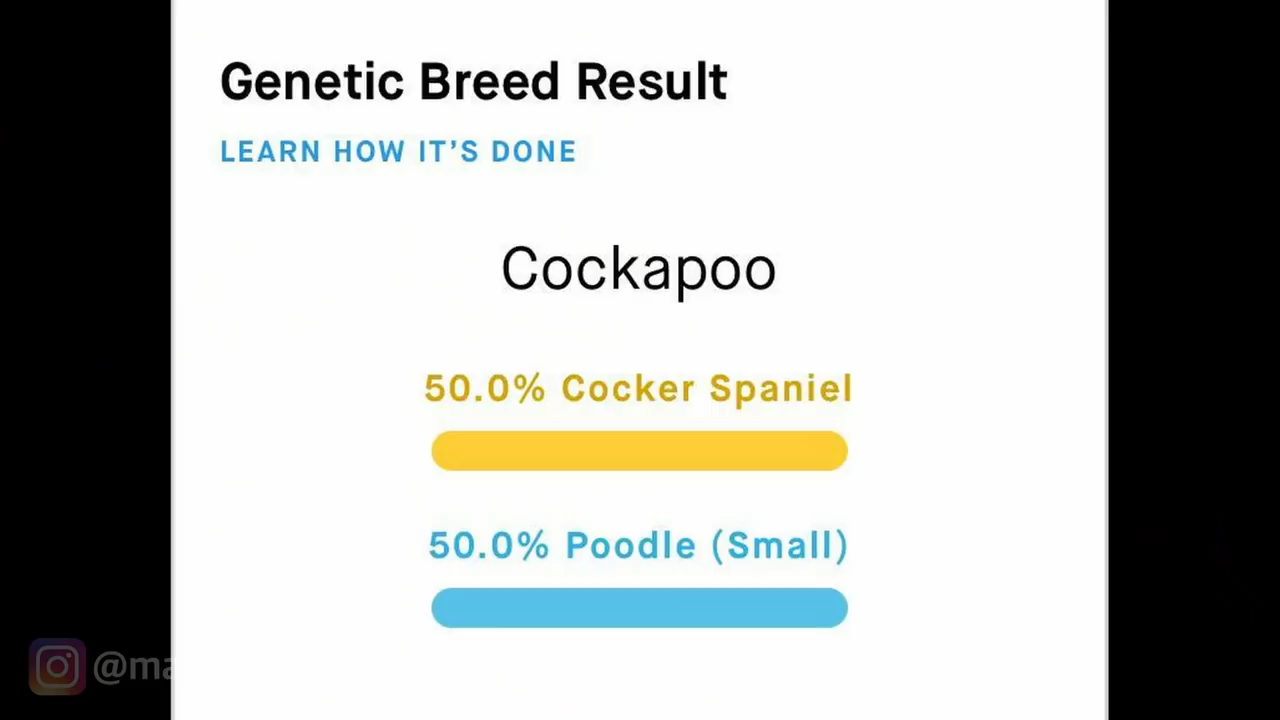 Genetic Breed Result
LEARN HOW IT’S DONE
Cockapoo
50.0% Cocker Spaniel
50.0% Poodle (Small)